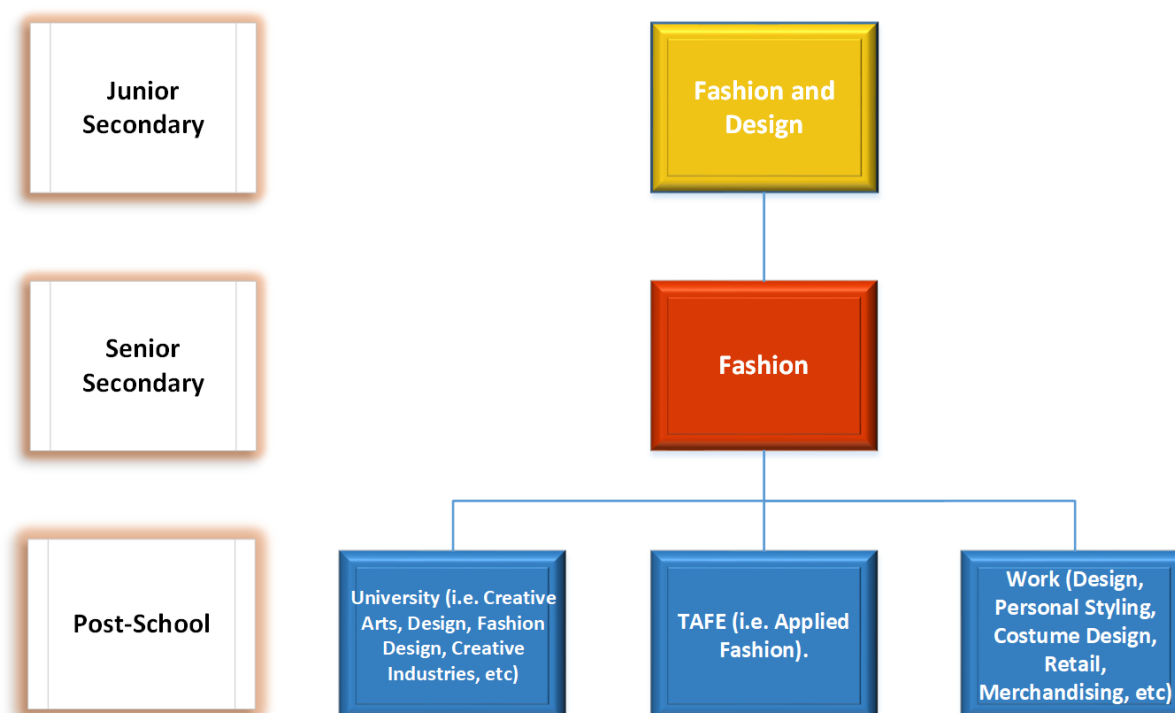 Junior
Secondary
Fashion and
Design
Senior
Secondary
Fashion
Post-School
University (i.e. Creative
Arts, Design, Fashion
Design, Creative
Industries, etc)
TAFE (i.e. Applied
Fashion).
Work (Design,
Personal Styling,
Costume Design,
Retail,
Merchandising, etc)